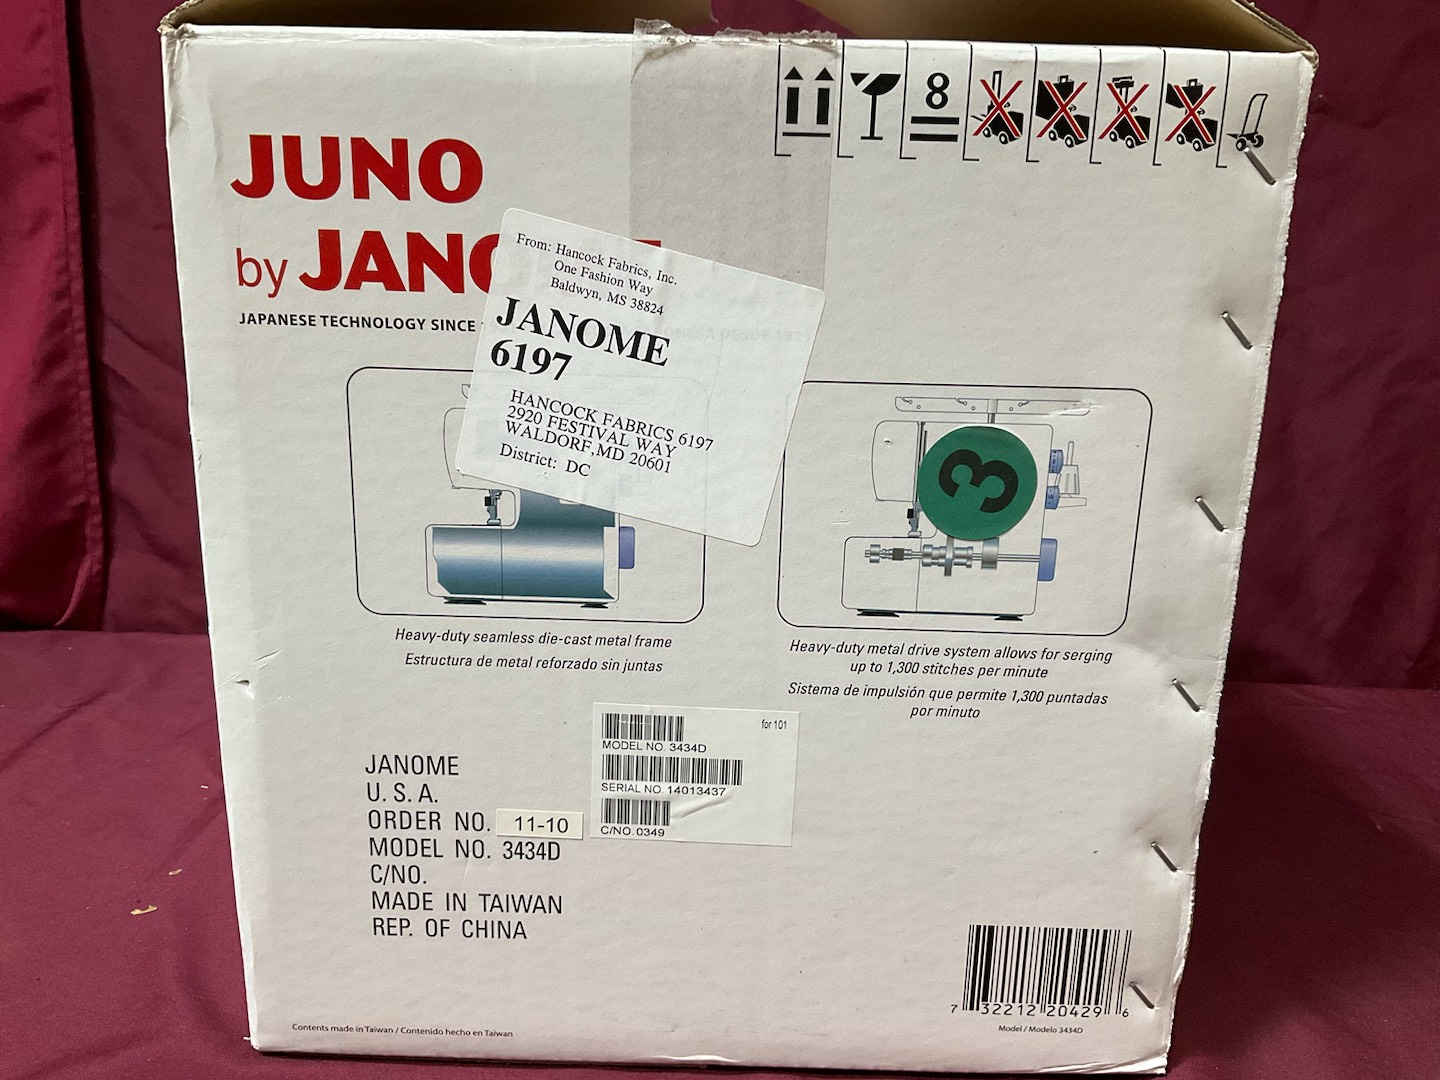 8
JUNO
by JANO
JAPANESE TECHNOLOGY SINCE
From: Hancock Fabrics, Inc.
One Fashion Way
Baldwyn, MS 38824
JANOME
6197
HANCOCK FABRICS 6197
2920 FESTIVAL WAY
WALDORF,MD 20601
District: DC
3
Heavy-duty seamless die-cast metal frame
Estructura de metal reforzado sin juntas
Heavy-duty metal drive system allows for serging
up to 1,300 stitches per minute
Sistema de impulsión que permite 1,300 puntadas
por minuto
for 101
MODEL NO. 3434D
SERIAL NO. 14013437
C/NO. 0349
JANOME
U. S. A.
ORDER NO. 11-10
MODEL NO. 3434D
C/NO.
MADE IN TAIWAN
REP. OF CHINA
7 32212 20429 6
Model / Modelo 3434D
Contents made in Taiwan / Contenido hecho en Taiwan